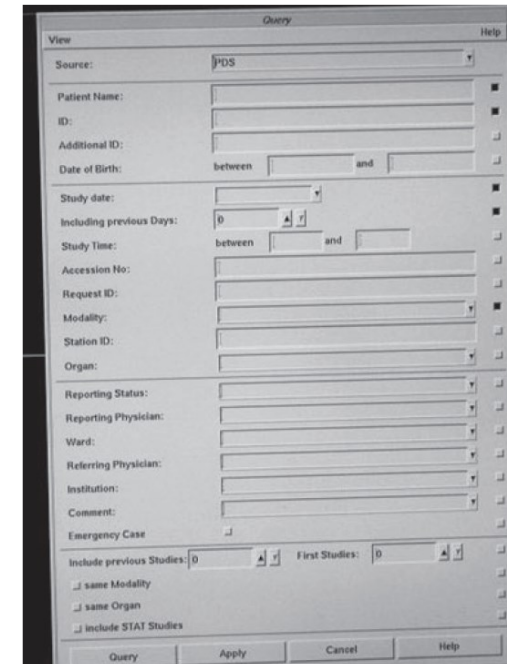 Query
View Help
Source: PDS
Patient Name:
ID:
Additional ID:
Date of Birth: between and
Study date:
Including previous Days: 0
Study Time: between and
Accession No:
Request ID:
Modality:
Station ID:
Organ:
Reporting Status:
Reporting Physician:
Ward:
Referring Physician:
Institution:
Comment:
Emergency Case
Include previous Studies: 0 First Studies: 0
same Modality
same Organ
include STAT Studies
Query Apply Cancel Help